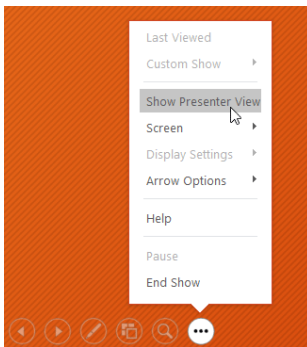 Last Viewed
Custom Show
Show Presenter View
Screen
Display Settings
Arrow Options
Help
Pause
End Show